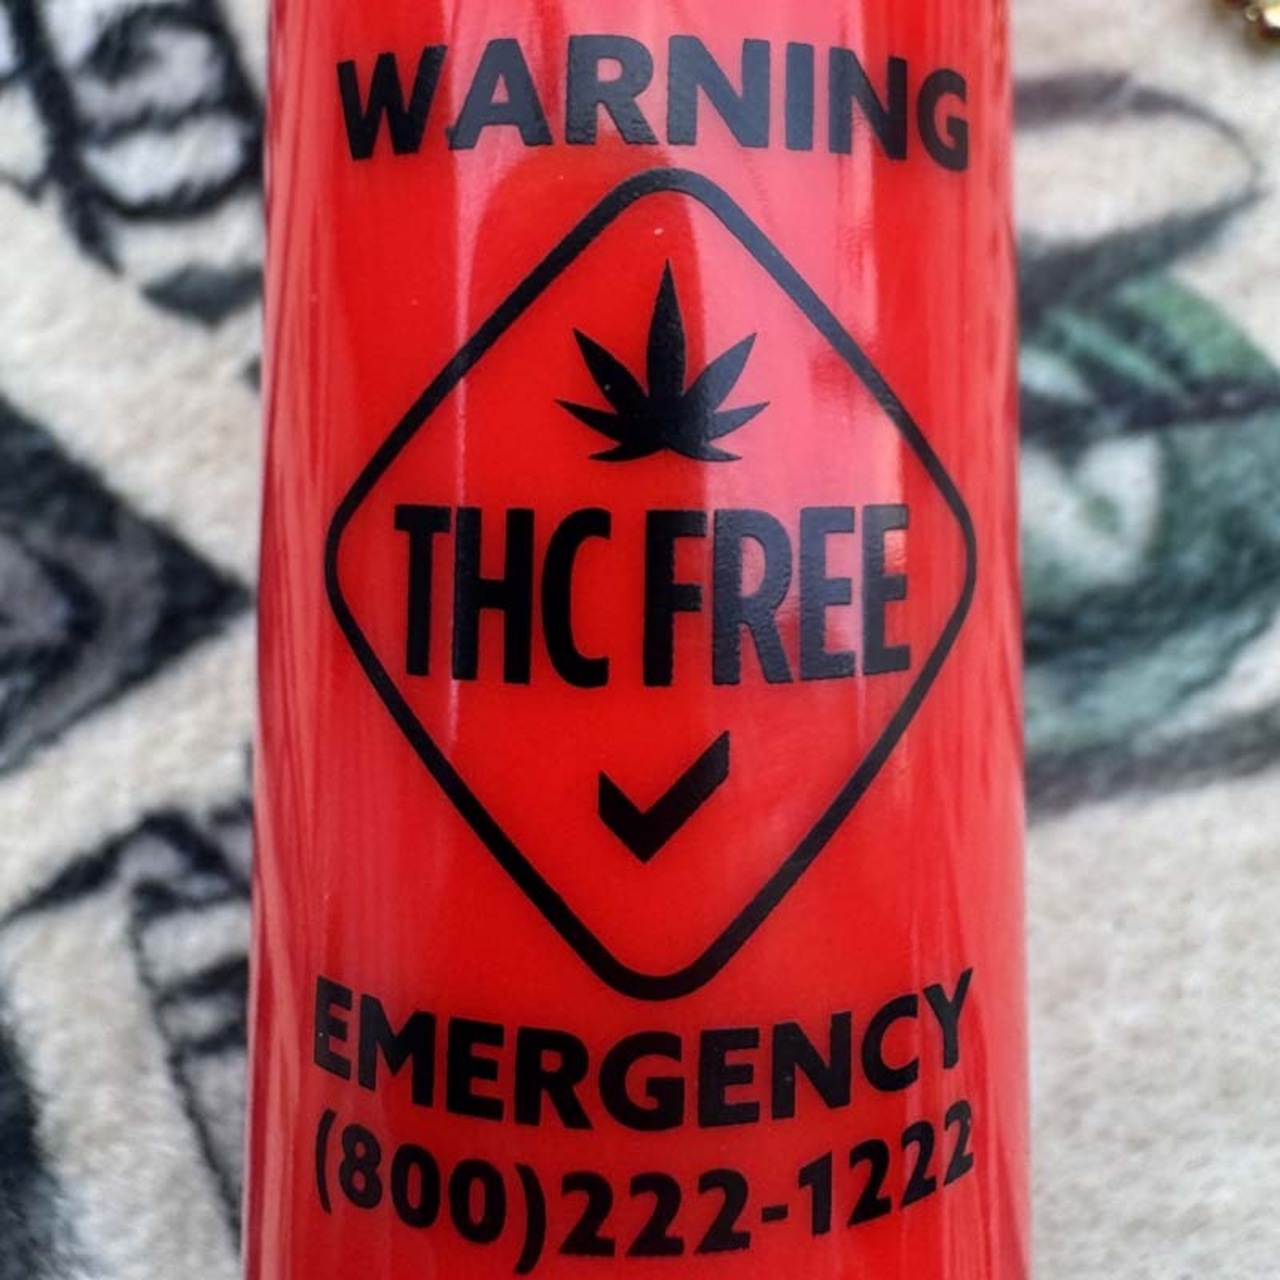 WARNING
THC FREE
EMERGENCY
(800)222-1222